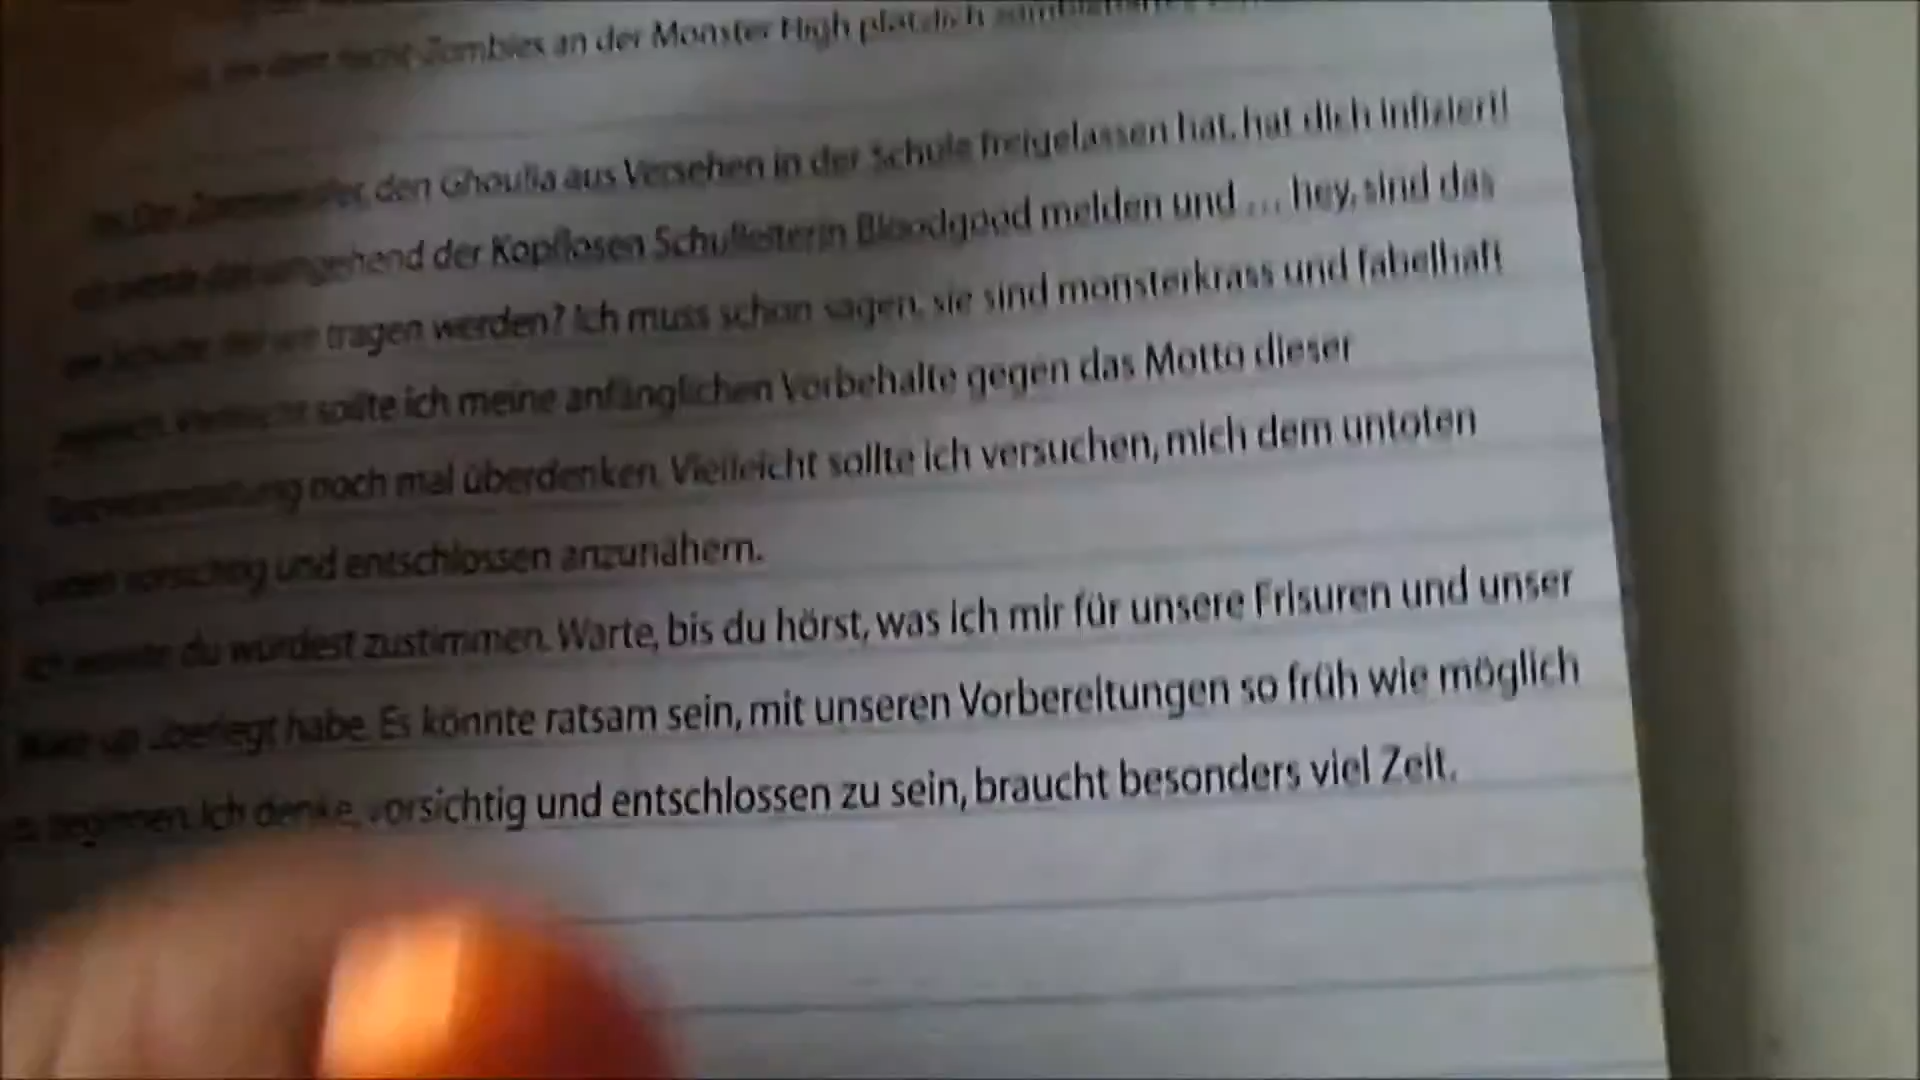 Zombies an der Monster High plötzlich
den Ghoulia aus Versehen in der Schule freigelassen hat, hat dich infiziert!
umgehend der Kopflosen Schulleiterin Bloodgood melden und ... hey, sind das
tragen werden? Ich muss schon sagen, sie sind monsterkrass und fabelhaft
sollte ich meine anfänglichen Vorbehalte gegen das Motto dieser
noch mal überdenken. Vielleicht sollte ich versuchen, mich dem untoten
vorsichtig und entschlossen anzunähern.
du würdest zustimmen. Warte, bis du hörst, was ich mir für unsere Frisuren und unser
überlegt habe. Es könnte ratsam sein, mit unseren Vorbereitungen so früh wie möglich
beginnen. Ich denke, vorsichtig und entschlossen zu sein, braucht besonders viel Zeit.